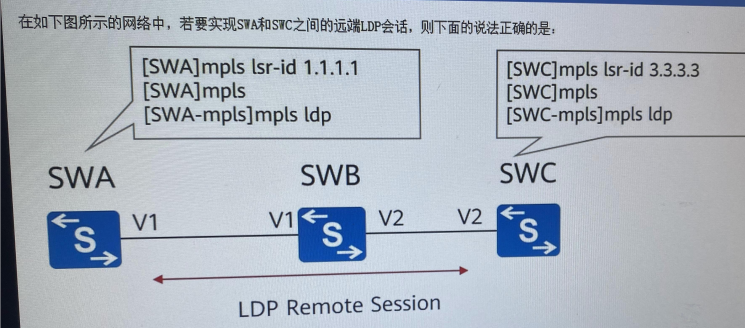 在如下图所示的网络中，若要实现SWA和SWC之间的远端LDP会话，则下面的说法正确的是：
[SWA]mpls lsr-id 1.1.1.1
[SWA]mpls
[SWA-mpls]mpls ldp
[SWC]mpls lsr-id 3.3.3.3
[SWC]mpls
[SWC-mpls]mpls ldp
SWA
SWB
SWC
S
V1
V1
S
V2
V2
S
LDP Remote Session